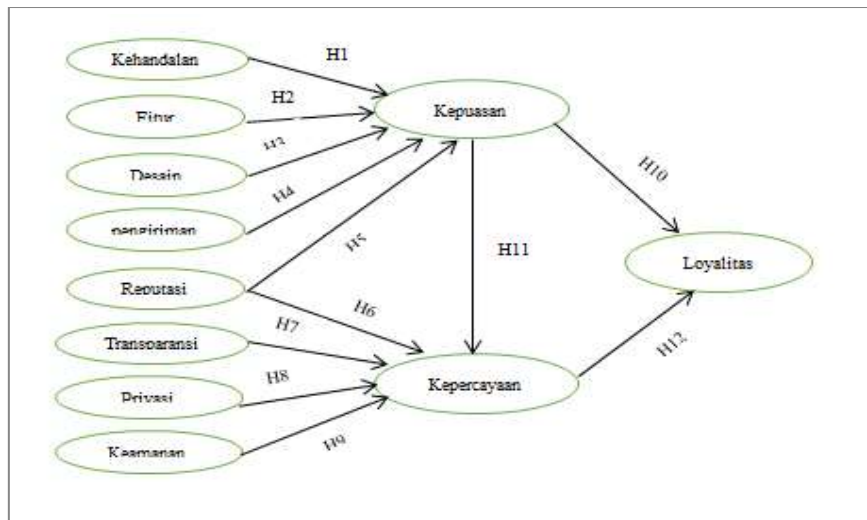 Kehandalan
H1
Kepuasan
H2
Fitur
H3
Desain
H4
pengiriman
H5
Reputasi
H6
H7
Transparansi
H8
Privasi
H9
Keamanan
H10
H11
Loyalitas
H12
Kepercayaan